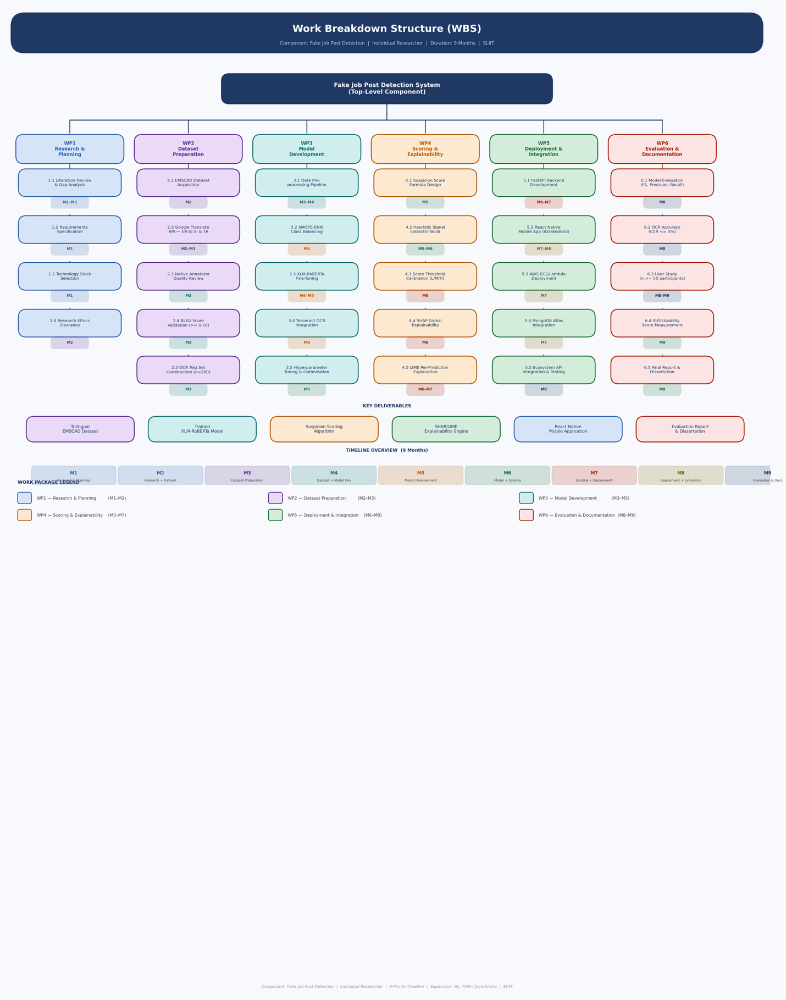 Work Breakdown Structure (WBS)
Component: Fake Job Post Detection | Individual Researcher | Duration: 9 Months | SLIIT
Fake Job Post Detection System
(Top-Level Component)
WP1
Research &
Planning
WP2
Dataset
Preparation
WP3
Model
Development
WP4
Scoring &
Explainability
WP5
Deployment &
Integration
WP6
Evaluation &
Documentation
1.1 Literature Review
& Gap Analysis
M1–M2
2.1 EMSCAD Dataset
Acquisition
M2
3.1 Data Pre-
processing Pipeline
M3–M4
4.1 Suspicion Score
Formula Design
M5
5.1 FastAPI Backend
Development
M6–M7
6.1 Model Evaluation
(F1, Precision, Recall)
M8
1.2 Requirements
Specification
M1
2.2 Google Translate
API — EN to SI & TA
M2–M3
3.2 SMOTE-ENN
Class Balancing
M4
4.2 Heuristic Signal
Extractor Build
M5–M6
5.2 React Native
Mobile App (iOS/Android)
M7–M8
6.2 OCR Accuracy
(CER <= 5%)
M8
1.3 Technology Stack
Selection
M1
2.3 Native Annotator
Quality Review
M3
3.3 XLM-RoBERTa
Fine-Tuning
M4–M5
4.3 Score Threshold
Calibration (L/M/H)
M6
5.3 AWS EC2/Lambda
Deployment
M7
6.3 User Study
(n >= 50 participants)
M8–M9
1.4 Research Ethics
Clearance
M2
2.4 BLEU Score
Validation (>= 0.70)
M3
3.4 Tesseract OCR
Integration
M4
4.4 SHAP Global
Explainability
M6
5.4 MongoDB Atlas
Integration
M7
6.4 SUS Usability
Score Measurement
M9
2.5 OCR Test Set
Construction (n=200)
M3
3.5 Hyperparameter
Tuning & Optimization
M5
4.5 LIME Per-Prediction
Explanation
M6–M7
5.5 Ecosystem API
Integration & Testing
M8
6.5 Final Report &
Dissertation
M9
KEY DELIVERABLES
Trilingual
EMSCAD Dataset
Trained
XLM-RoBERTa Model
Suspicion Scoring
Algorithm
SHAP/LIME
Explainability Engine
React Native
Mobile Application
Evaluation Report
& Dissertation
TIMELINE OVERVIEW (9 Months)
M1
Research & Planning
M2
Research + Dataset
M3
Dataset Preparation
M4
Dataset + Model Dev
M5
Model Development
M6
Model + Scoring
M7
Scoring + Deployment
M8
Deployment + Evaluation
M9
Evaluation & Docs
WORK PACKAGE LEGEND
WP1 — Research & Planning (M1–M2)
WP2 — Dataset Preparation (M2–M3)
WP3 — Model Development (M3–M5)
WP4 — Scoring & Explainability (M5–M7)
WP5 — Deployment & Integration (M6–M8)
WP6 — Evaluation & Documentation (M8–M9)
Component: Fake Job Post Detection | Individual Researcher | 9-Month Timeline | Supervisor: Ms. Thilini Jeyathilaha | SLIIT